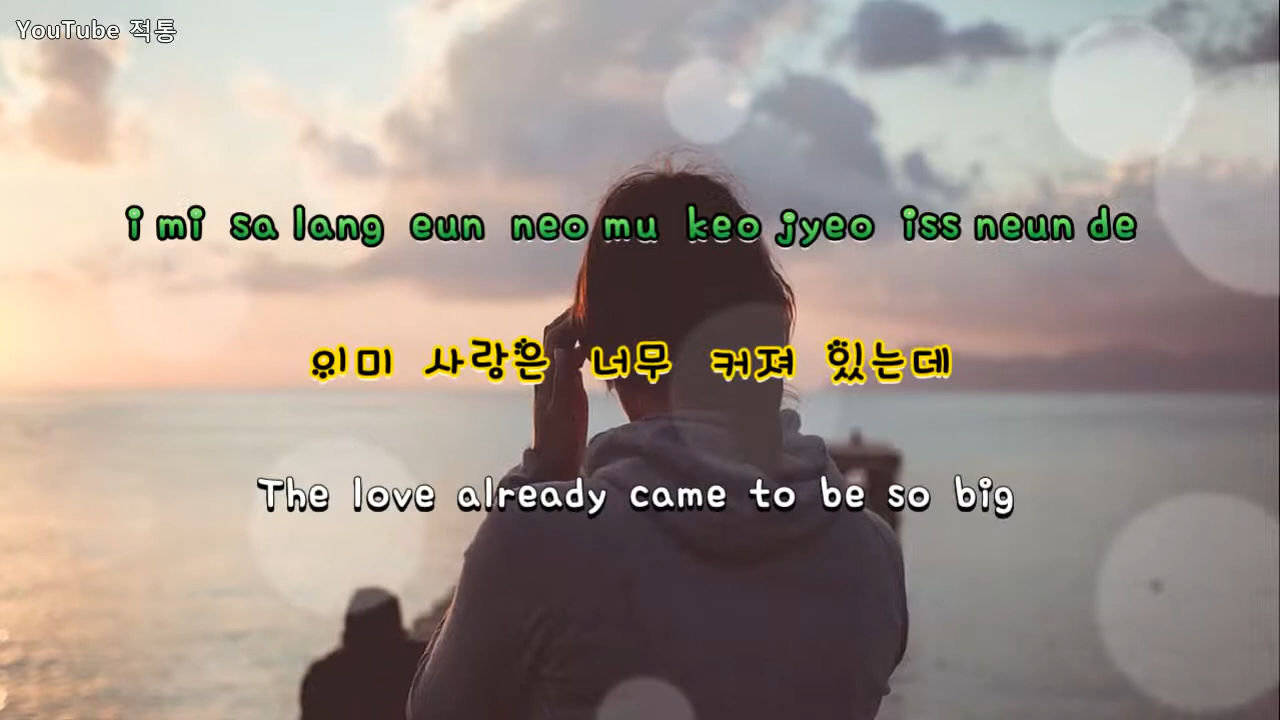 YouTube 적통
i mi sa lang eun neo mu keo jyeo iss neun de
이미 사랑은 너무 커져 있는데
The love already came to be so big